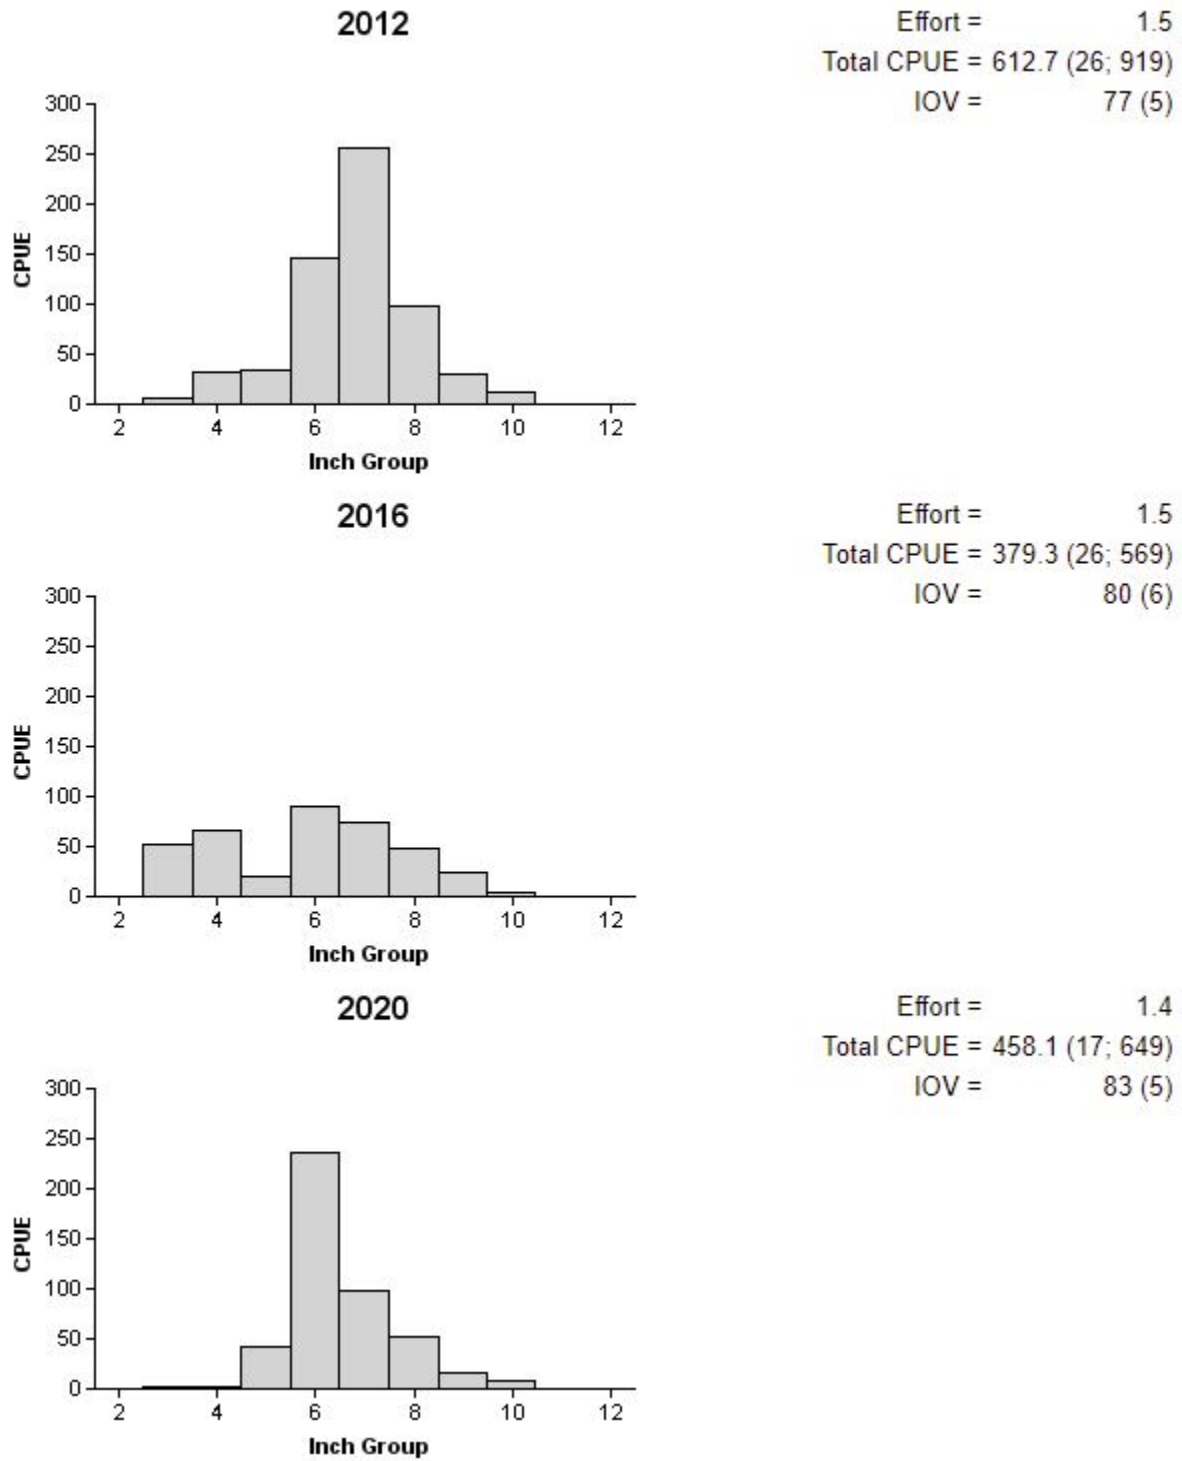 2012
Effort = 1.5
Total CPUE = 612.7 (26; 919)
IOV = 77 (5)
300
250
200
150
100
50
0
CPUE
2 4 6 8 10 12
Inch Group
2016
Effort = 1.5
Total CPUE = 379.3 (26; 569)
IOV = 80 (6)
300
250
200
150
100
50
0
CPUE
2 4 6 8 10 12
Inch Group
2020
Effort = 1.4
Total CPUE = 458.1 (17; 649)
IOV = 83 (5)
300
250
200
150
100
50
0
CPUE
2 4 6 8 10 12
Inch Group